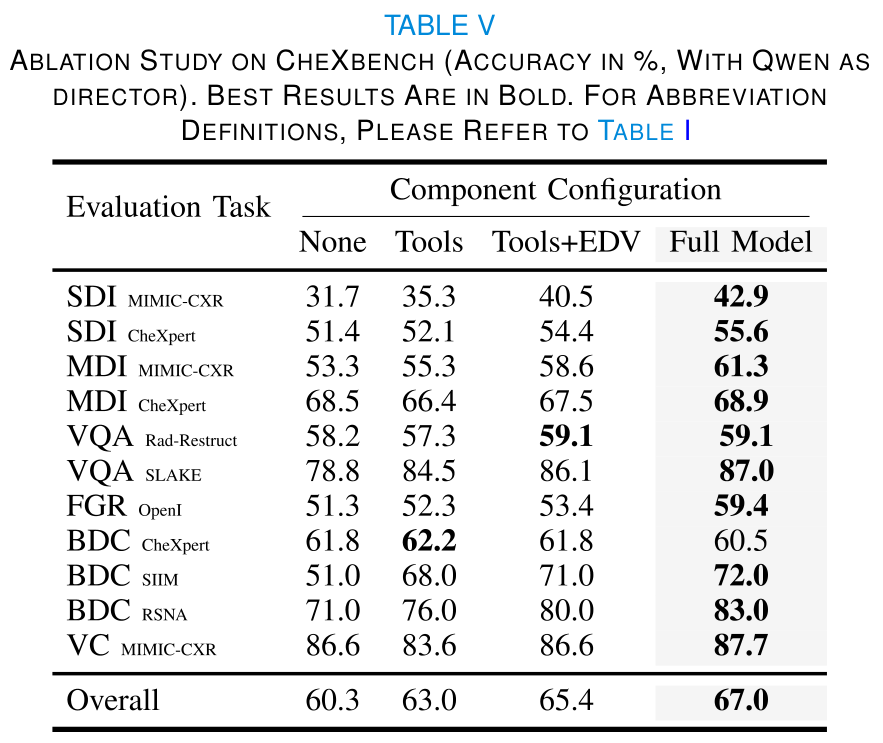 TABLE V
ABLATION STUDY ON CHEXBENCH (ACCURACY IN %, WITH QWEN AS
DIRECTOR). BEST RESULTS ARE IN BOLD. FOR ABBREVIATION
DEFINITIONS, PLEASE REFER TO TABLE I
Evaluation Task Component Configuration
None Tools Tools+EDV Full Model
SDI MIMIC-CXR 31.7 35.3 40.5 42.9
SDI CheXpert 51.4 52.1 54.4 55.6
MDI MIMIC-CXR 53.3 55.3 58.6 61.3
MDI CheXpert 68.5 66.4 67.5 68.9
VQA Rad-Restruct 58.2 57.3 59.1 59.1
VQA SLAKE 78.8 84.5 86.1 87.0
FGR OpenI 51.3 52.3 53.4 59.4
BDC CheXpert 61.8 62.2 61.8 60.5
BDC SIIM 51.0 68.0 71.0 72.0
BDC RSNA 71.0 76.0 80.0 83.0
VC MIMIC-CXR 86.6 83.6 86.6 87.7
Overall 60.3 63.0 65.4 67.0